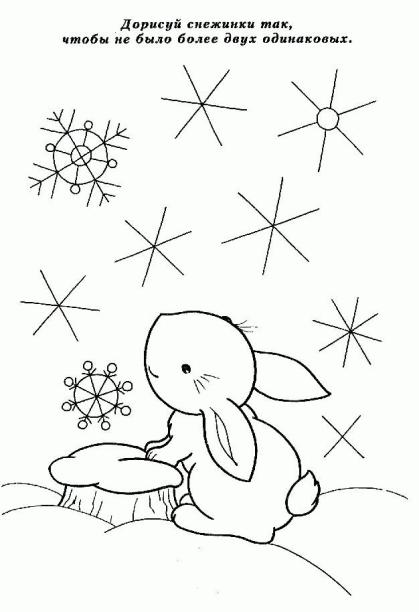 Дорисуй снежинки так,
чтобы не было более двух одинаковых.